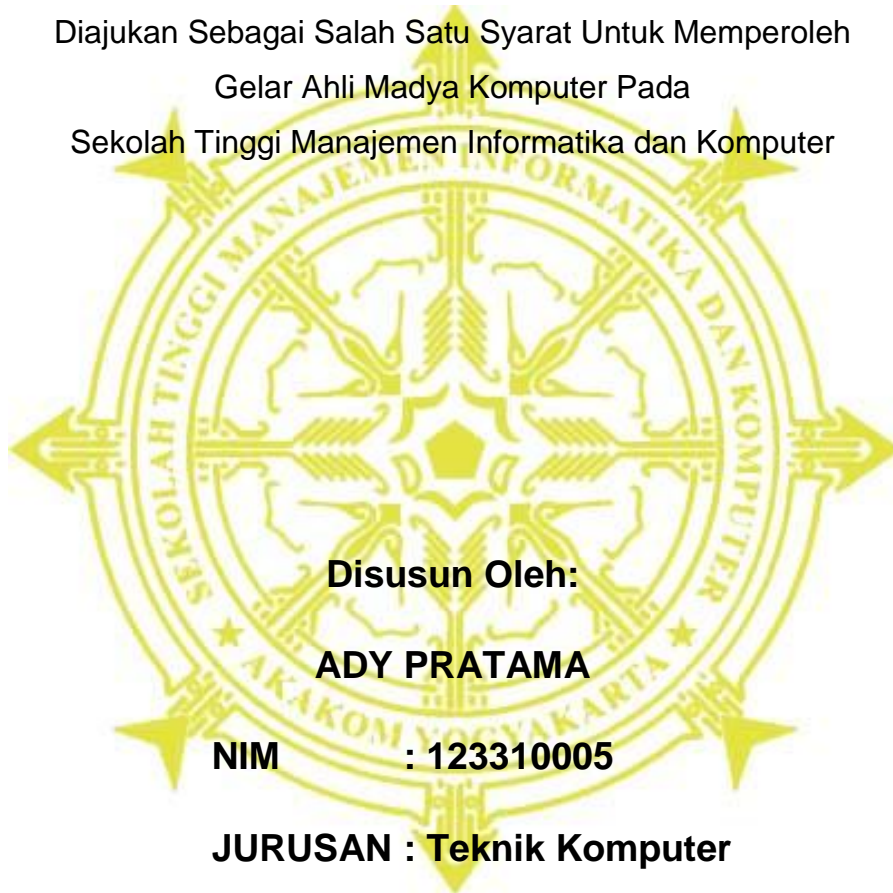 Diajukan Sebagai Salah Satu Syarat Untuk Memperoleh
Gelar Ahli Madya Komputer Pada
Sekolah Tinggi Manajemen Informatika dan Komputer
SEKOLAH TINGGI MANAJEMEN INFORMATIKA DAN KOMPUTER
Disusun Oleh:
ADY PRATAMA
AKAKOM YOGYAKARTA
NIM : 123310005
JURUSAN : Teknik Komputer